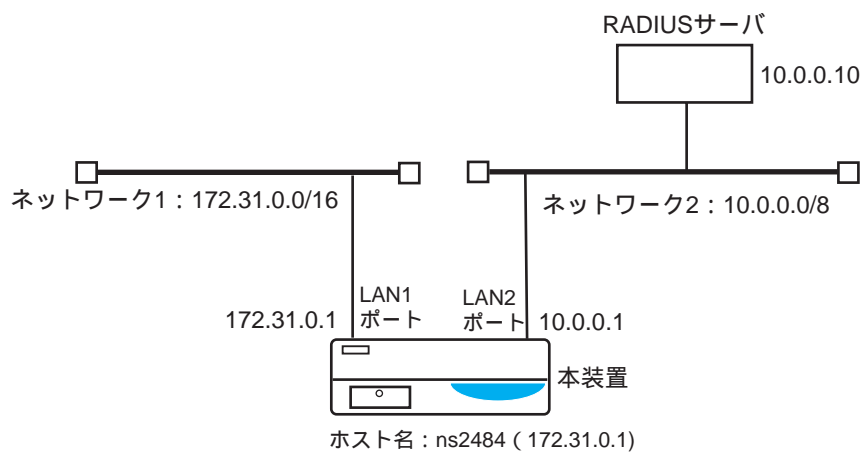 RADIUSサーバ
10.0.0.10
ネットワーク1：172.31.0.0/16
ネットワーク2：10.0.0.0/8
172.31.0.1
LAN1
ポート
LAN2
ポート
10.0.0.1
本装置
ホスト名：ns2484（172.31.0.1)